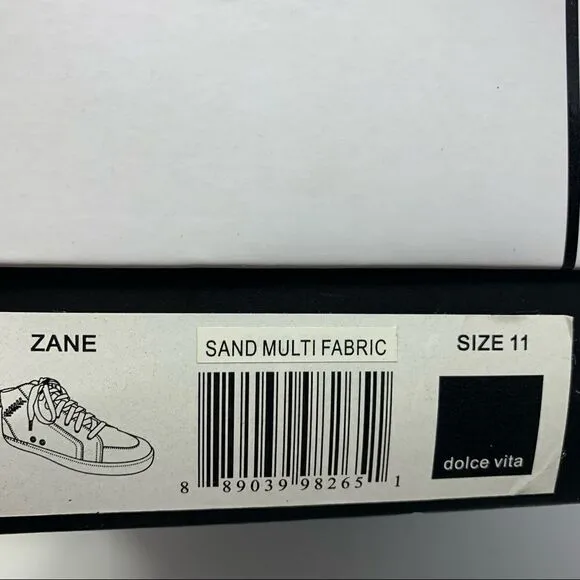 ZANE
SAND MULTI FABRIC
SIZE 11
8 89039 98265 1
dolce vita